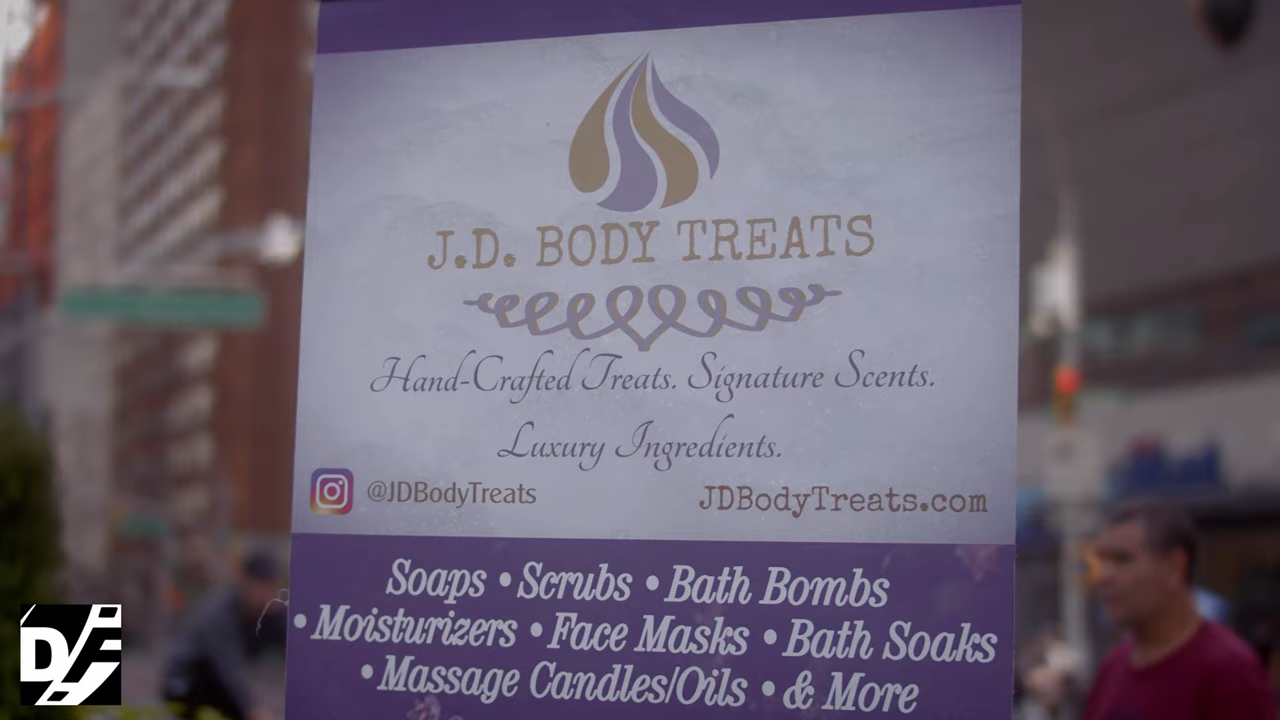 J.D. BODY TREATS
Hand-Crafted Treats. Signature Scents.
Luxury Ingredients.
@JDBodyTreats
JDBodyTreats.com
Soaps • Scrubs • Bath Bombs
• Moisturizers • Face Masks • Bath Soaks
• Massage Candles/Oils • & More